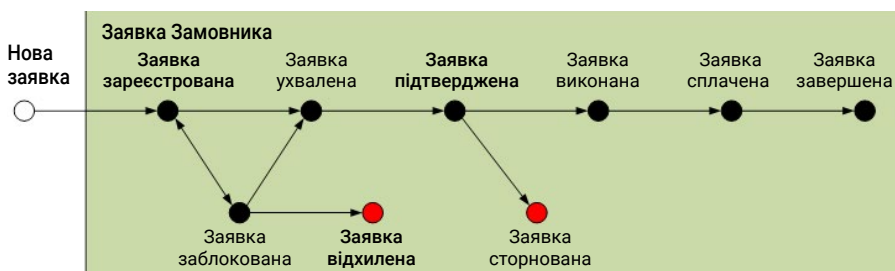 Заявка Замовника
Нова
заявка
Заявка
зареєстрована
Заявка
ухвалена
Заявка
підтверджена
Заявка
виконана
Заявка
сплачена
Заявка
завершена
Заявка
заблокована
Заявка
відхилена
Заявка
сторнована